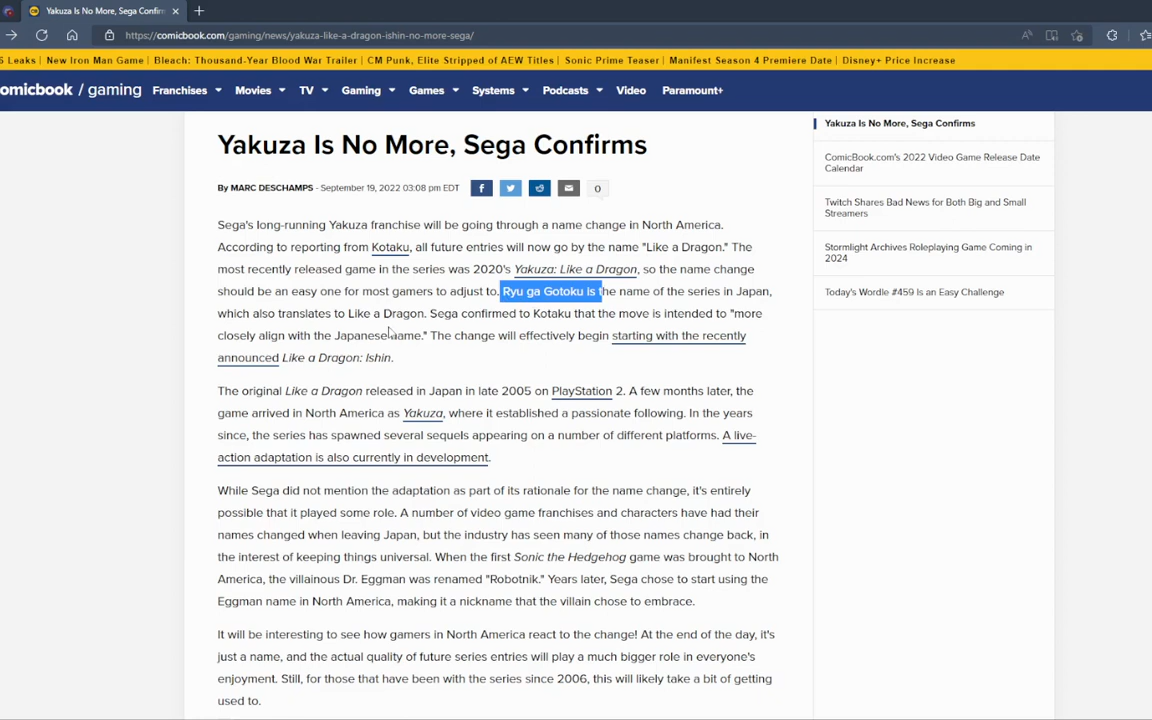 Yakuza Is No More, Sega Confirm
https://comicbook.com/gaming/news/yakuza-like-a-dragon-ishin-no-more-sega/
6 Leaks | New Iron Man Game | Bleach: Thousand-Year Blood War Trailer | CM Punk, Elite Stripped of AEW Titles | Sonic Prime Teaser | Manifest Season 4 Premiere Date | Disney+ Price Increase
omicbook / gaming Franchises Movies TV Gaming Games Systems Podcasts Video Paramount+
Yakuza Is No More, Sega Confirms
By MARC DESCHAMPS - September 19, 2022 03:08 pm EDT 0
Sega's long-running Yakuza franchise will be going through a name change in North America.
According to reporting from Kotaku, all future entries will now go by the name "Like a Dragon." The
most recently released game in the series was 2020's Yakuza: Like a Dragon, so the name change
should be an easy one for most gamers to adjust to. Ryu ga Gotoku is the name of the series in Japan,
which also translates to Like a Dragon. Sega confirmed to Kotaku that the move is intended to "more
closely align with the Japanese name." The change will effectively begin starting with the recently
announced Like a Dragon: Ishin.
The original Like a Dragon released in Japan in late 2005 on PlayStation 2. A few months later, the
game arrived in North America as Yakuza, where it established a passionate following. In the years
since, the series has spawned several sequels appearing on a number of different platforms. A live-
action adaptation is also currently in development.
While Sega did not mention the adaptation as part of its rationale for the name change, it's entirely
possible that it played some role. A number of video game franchises and characters have had their
names changed when leaving Japan, but the industry has seen many of those names change back, in
the interest of keeping things universal. When the first Sonic the Hedgehog game was brought to North
America, the villainous Dr. Eggman was renamed "Robotnik." Years later, Sega chose to start using the
Eggman name in North America, making it a nickname that the villain chose to embrace.
It will be interesting to see how gamers in North America react to the change! At the end of the day, it's
just a name, and the actual quality of future series entries will play a much bigger role in everyone's
enjoyment. Still, for those that have been with the series since 2006, this will likely take a bit of getting
used to.
Yakuza Is No More, Sega Confirms
ComicBook.com's 2022 Video Game Release Date
Calendar
Twitch Shares Bad News for Both Big and Small
Streamers
Stormlight Archives Roleplaying Game Coming in
2024
Today's Wordle #459 Is an Easy Challenge